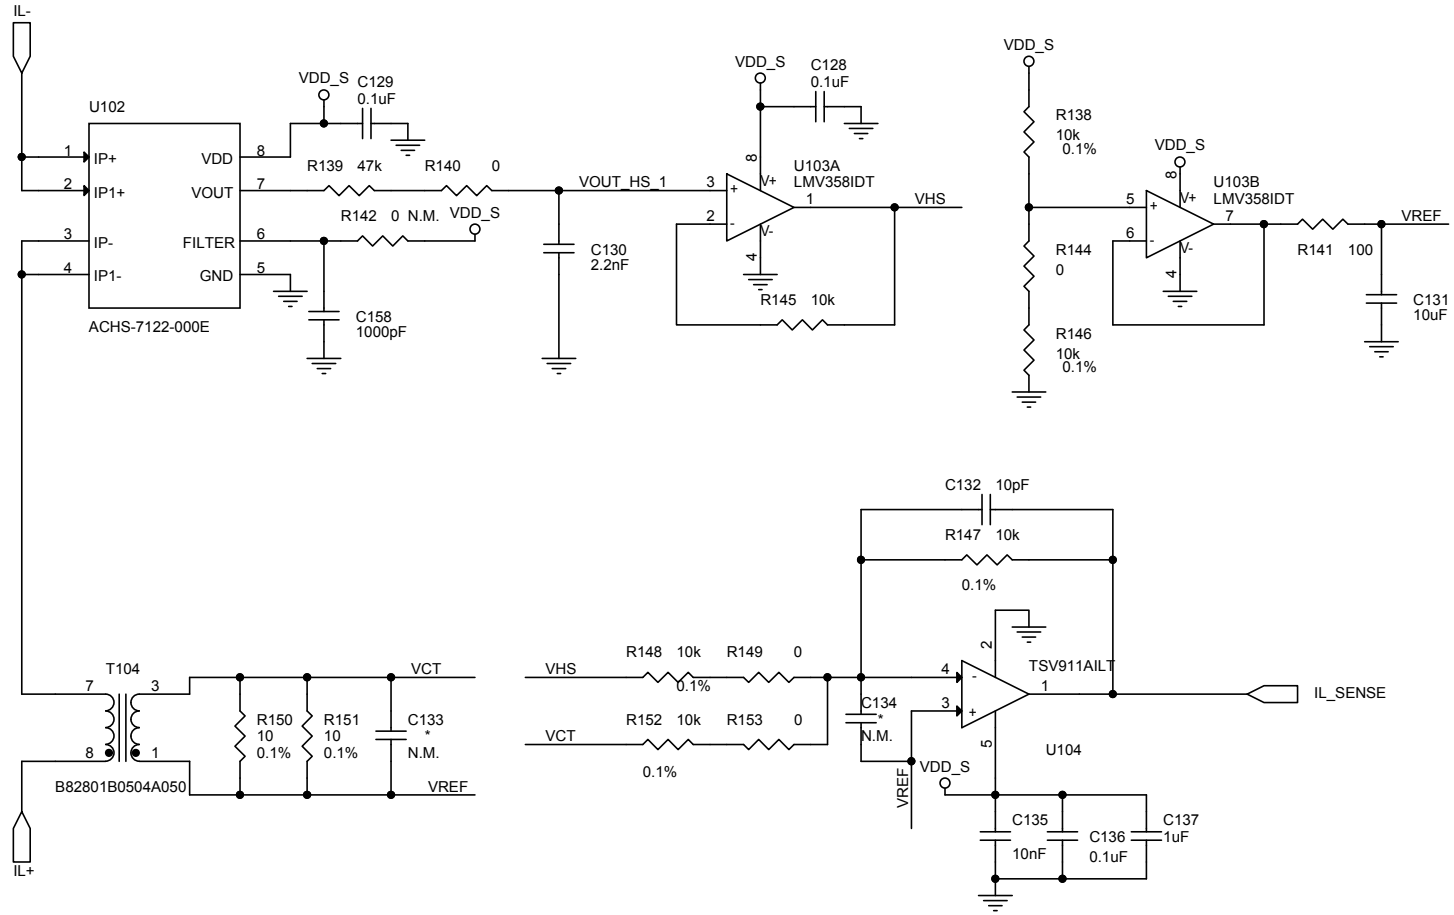 IL-
U102
VDD_S
C129
0.1uF
1
IP+
VDD
8
2
IP1+
VOUT
7
3
IP-
FILTER
6
4
IP1-
GND
5
ACHS-7122-000E
R139 47k
R140 0
R142 0 N.M.
VDD_S
C158
1000pF
VOUT_HS_1
C130
2.2nF
VDD_S
C128
0.1uF
U103A
LMV358IDT
8
V+
3
+
1
2
-
V-
4
VHS
R145 10k
VDD_S
R138
10k
0.1%
R144
0
R146
10k
0.1%
VDD_S
U103B
LMV358IDT
8
V+
5
+
7
6
-
V-
4
R141 100
VREF
C131
10uF
C132 10pF
R147 10k
0.1%
T104
7
3
8
1
B82801B0504A050
IL+
VCT
R150
10
0.1%
R151
10
0.1%
C133
*
N.M.
VREF
VHS
R148 10k
0.1%
R149 0
VCT
R152 10k
0.1%
R153 0
C134
*
N.M.
VREF
2
TSV911AILT
4
-
1
3
+
5
U104
IL_SENSE
VDD_S
C135
10nF
C136
0.1uF
C137
1uF